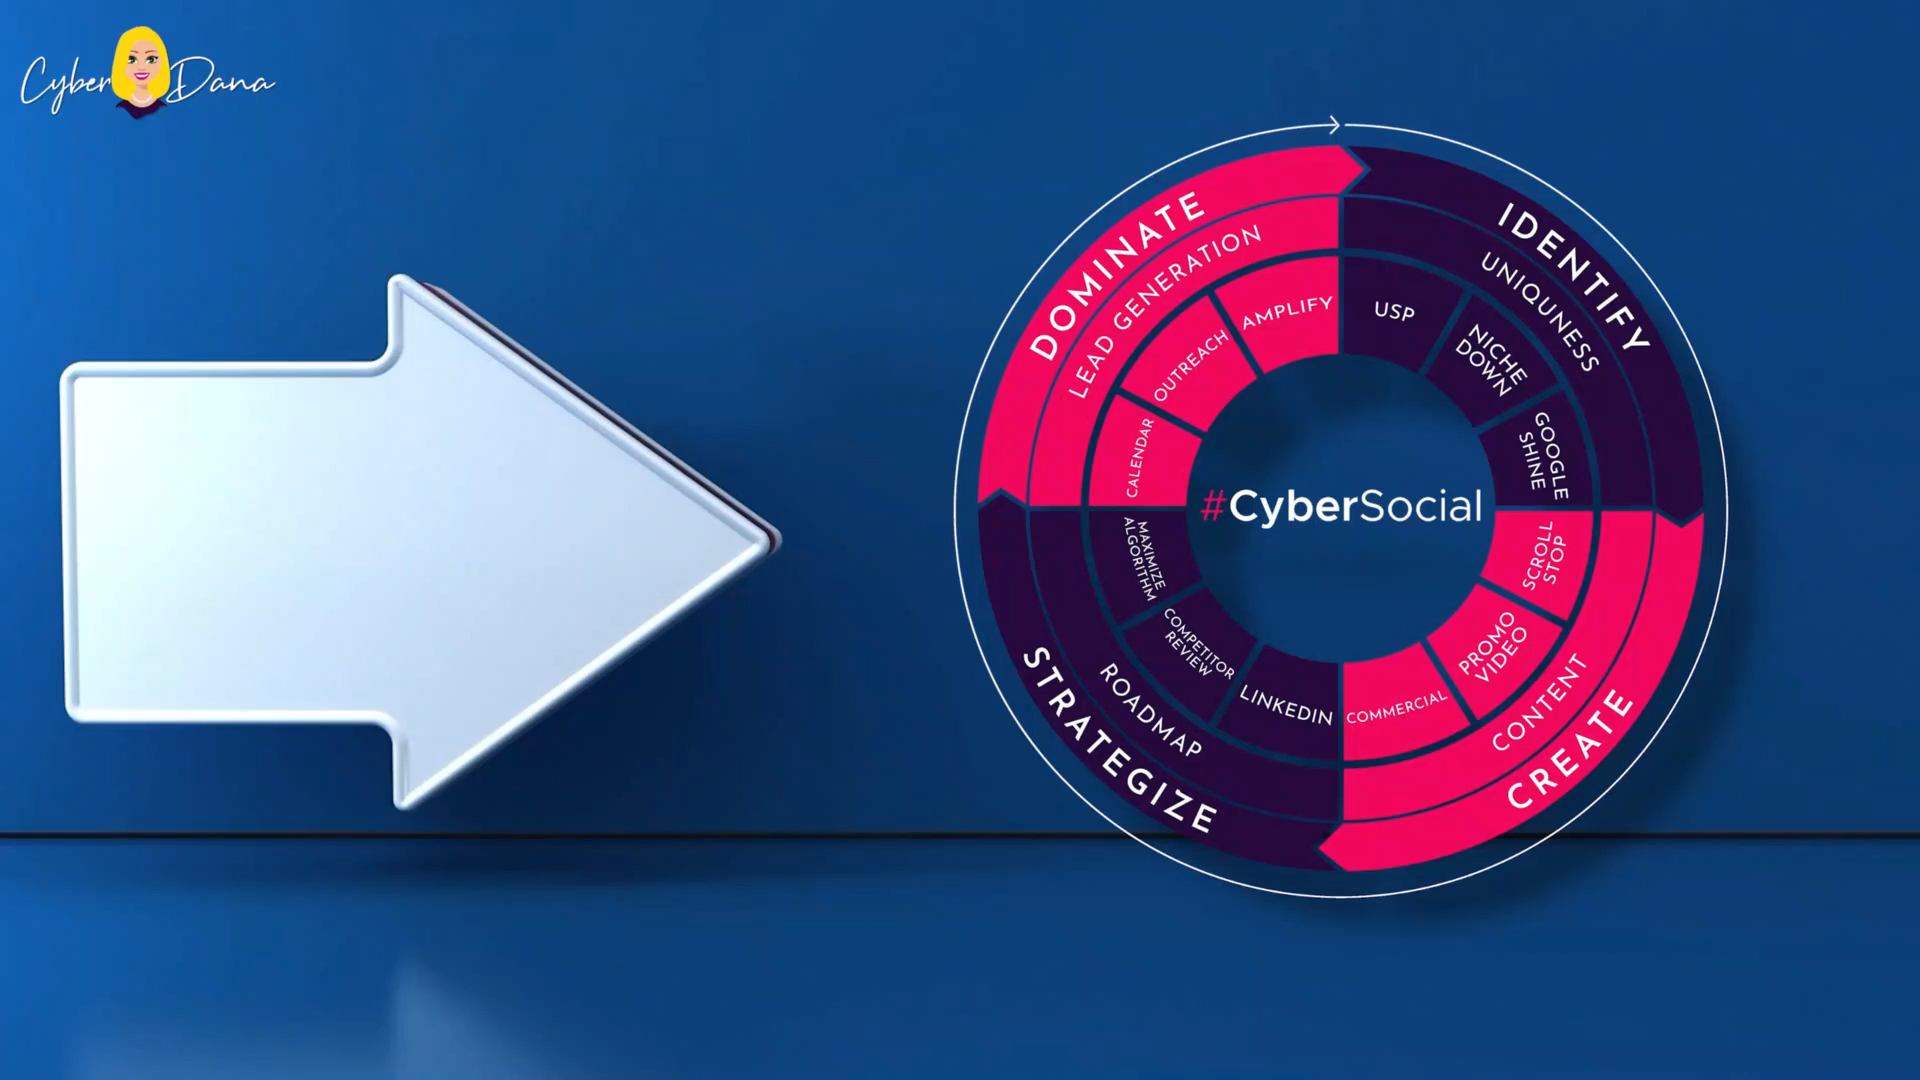 Cyber Dana
DOMINATE
LEAD GENERATION
CALENDAR
OUTREACH
AMPLIFY
IDENTIFY
UNIQUNESS
USP
NICHE
DOWN
GOOGLE
SHINE
#CyberSocial
CREATE
CONTENT
SCROLL
STOP
PROMO
VIDEO
COMMERCIAL
STRATEGIZE
ROADMAP
LINKEDIN
COMPETITOR
REVIEW
MAXIMIZE
ALGORITHM